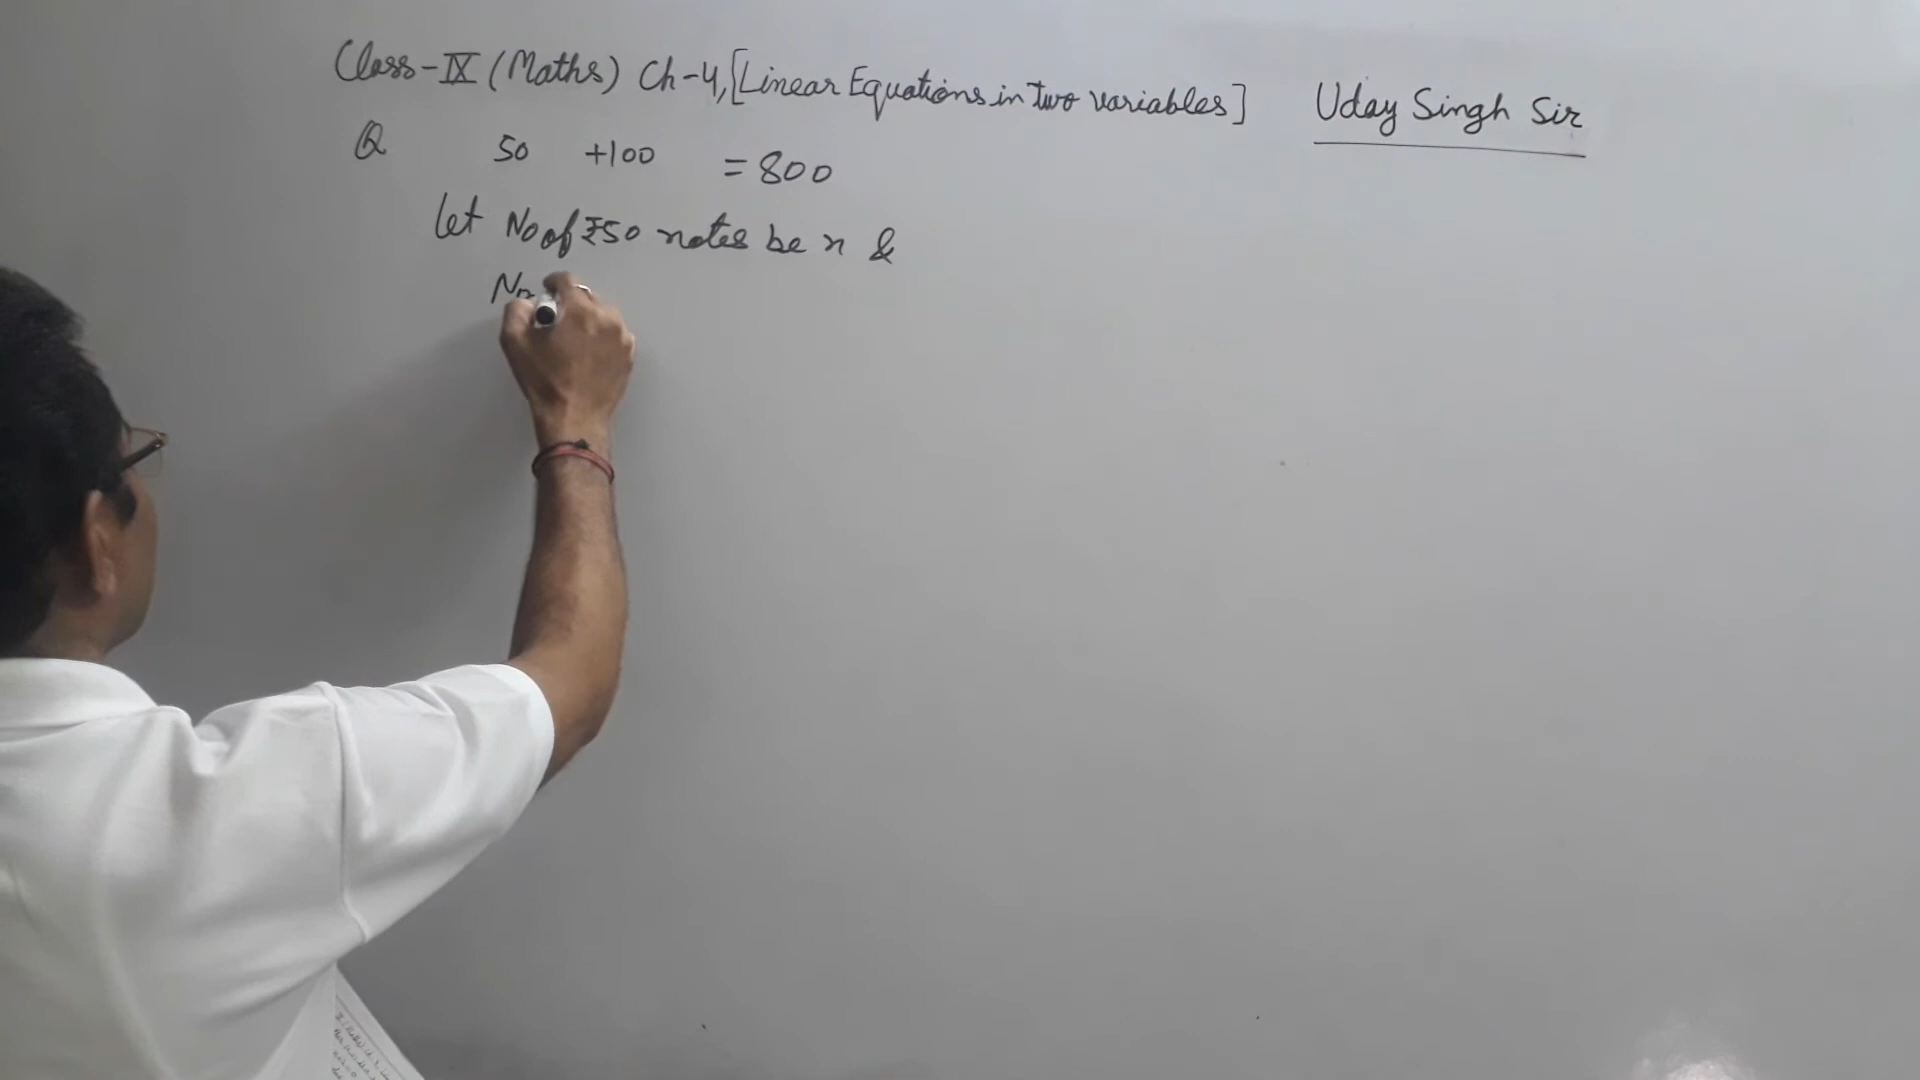 Class-IX (Maths) Ch-4, [Linear Equations in two variables]
Uday Singh Sir
Q 50 +100 = 800
Let No of ₹50 notes be x &
No